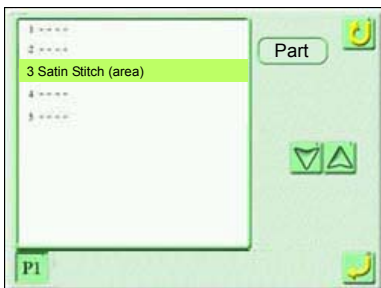 1 ----
2 ----
3 Satin Stitch (area)
4 ----
5 ----
Part
P1